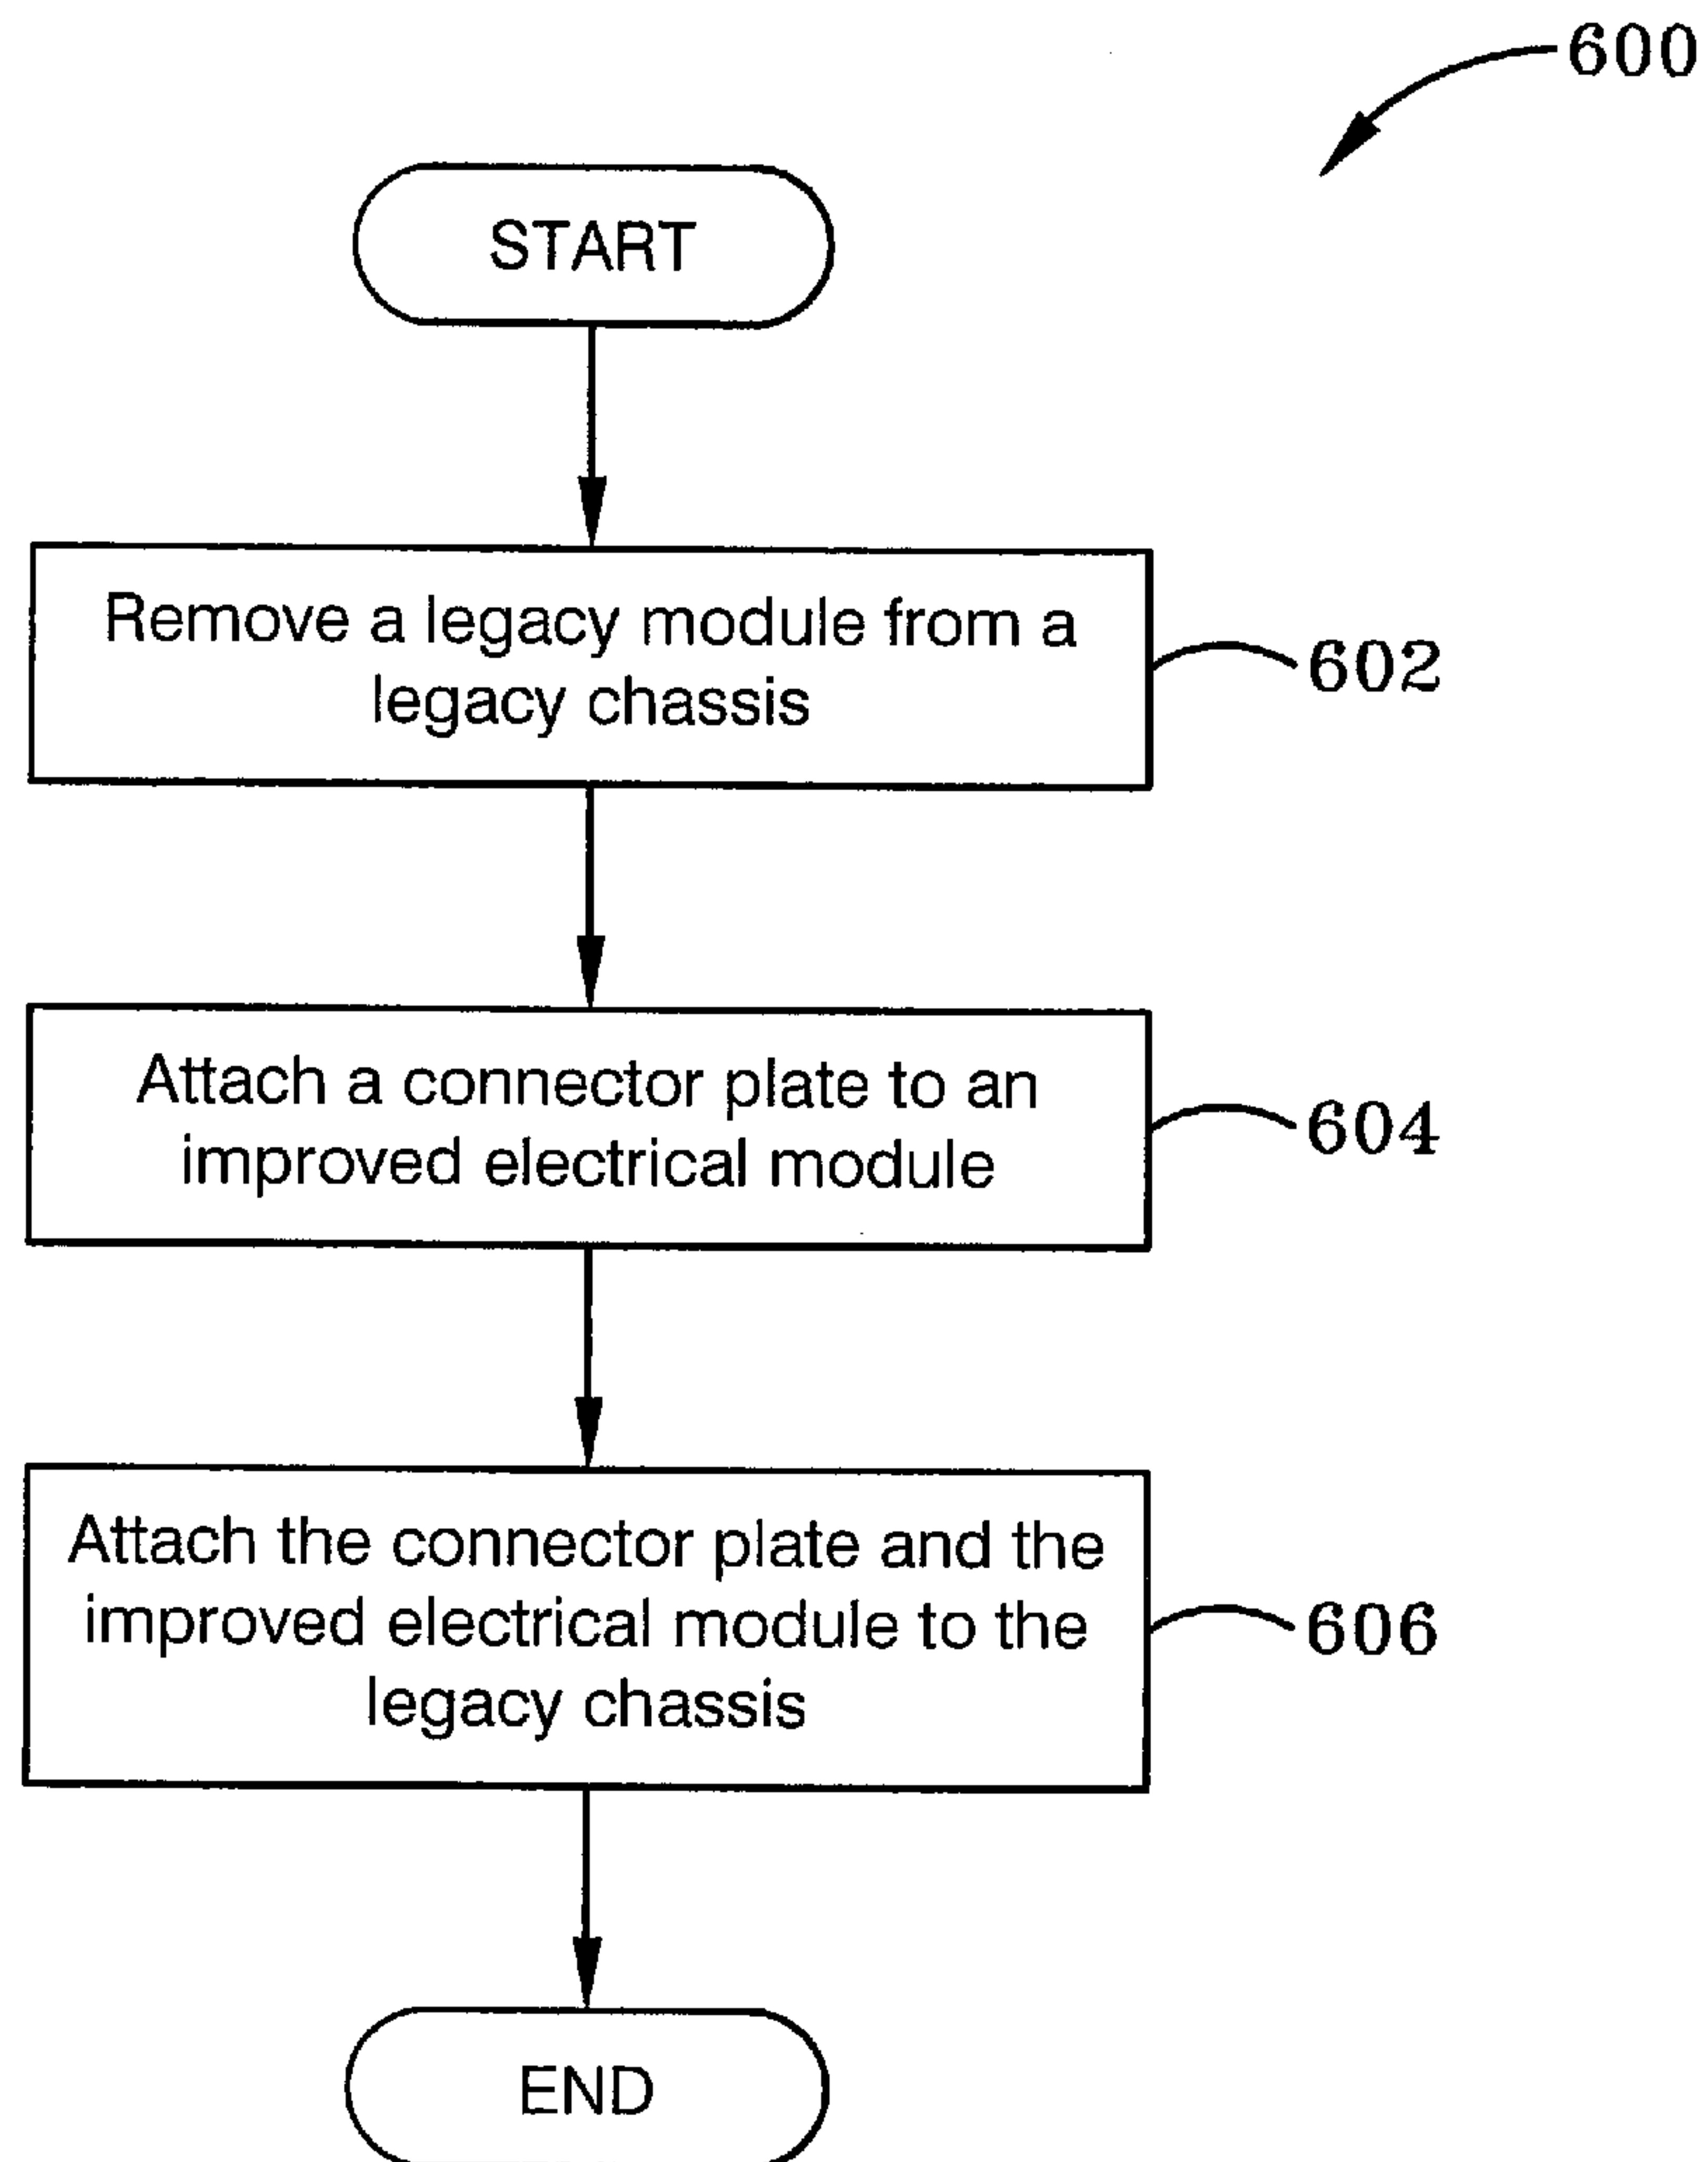 600
START
Remove a legacy module from a
legacy chassis
602
Attach a connector plate to an
improved electrical module
604
Attach the connector plate and the
improved electrical module to the
legacy chassis
606
END